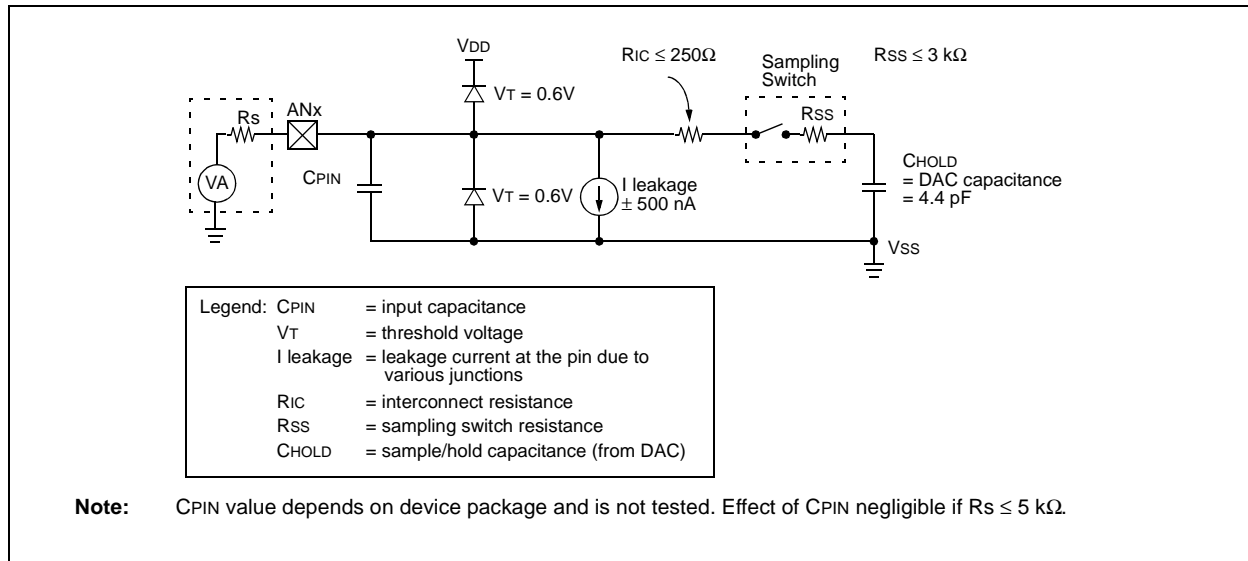 VDD
RIC ≤ 250Ω
Sampling
Switch
RSS ≤ 3 kΩ
VT = 0.6V
Rs
ANx
RSS
VA
CPIN
VT = 0.6V
I leakage
± 500 nA
CHOLD
= DAC capacitance
= 4.4 pF
VSS
Legend: CPIN = input capacitance
VT = threshold voltage
I leakage = leakage current at the pin due to
various junctions
RIC = interconnect resistance
RSS = sampling switch resistance
CHOLD = sample/hold capacitance (from DAC)
Note: CPIN value depends on device package and is not tested. Effect of CPIN negligible if Rs ≤ 5 kΩ.